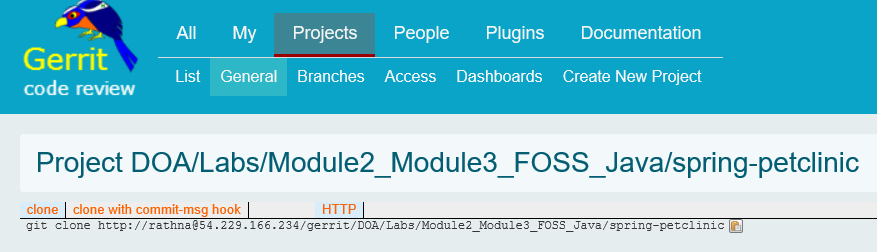 All My Projects People Plugins Documentation
Gerrit
code review
List General Branches Access Dashboards Create New Project
Project DOA/Labs/Module2_Module3_FOSS_Java/spring-petclinic
clone clone with commit-msg hook HTTP
git clone http://rathna@54.229.166.234/gerrit/DOA/Labs/Module2_Module3_FOSS_Java/spring-petclinic